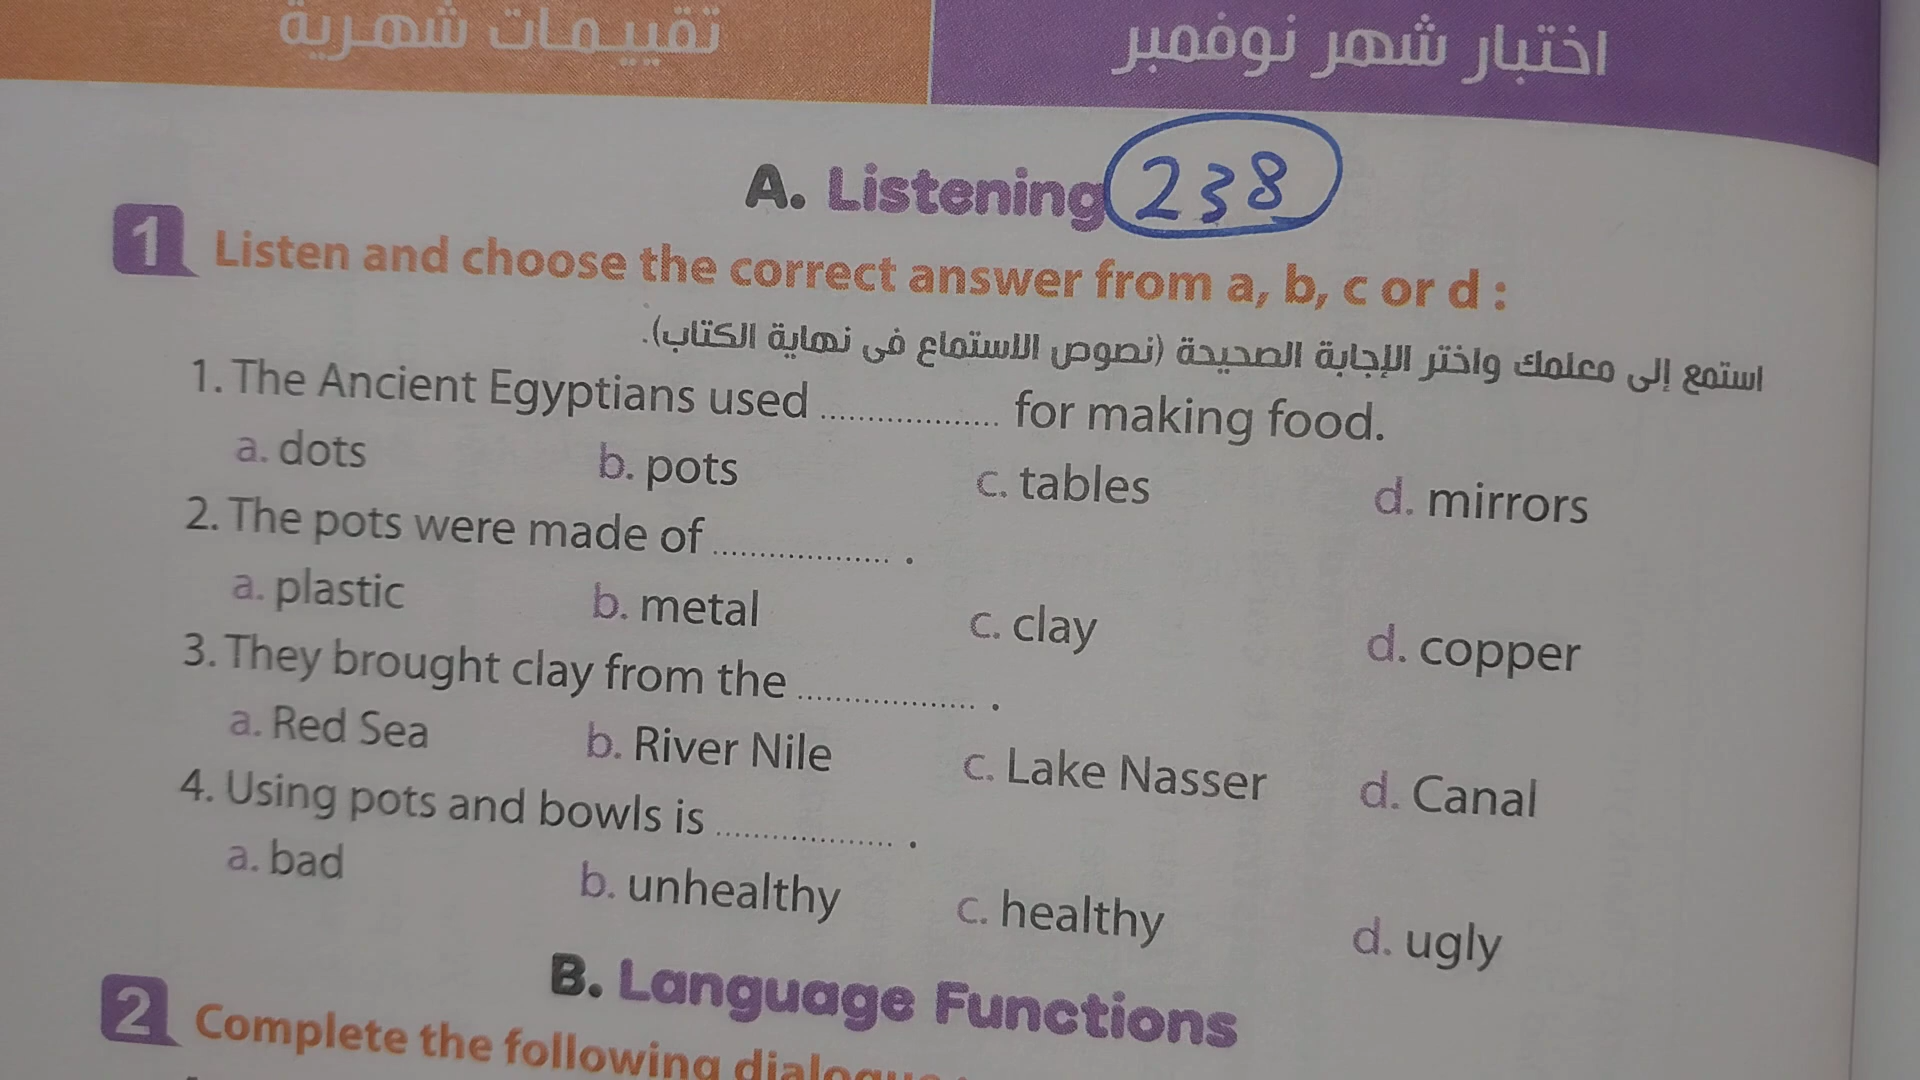 اختبار شهر نوفمبر
تقييمات شهرية
A. Listening 238
1 Listen and choose the correct answer from a, b, c or d :
استمع إلى معلمك واختر الإجابة الصحيحة (نصوص الاستماع فى نهاية الكتاب).
1. The Ancient Egyptians used .................. for making food.
a. dots b. pots c. tables d. mirrors
2. The pots were made of .................. .
a. plastic b. metal c. clay d. copper
3. They brought clay from the .................. .
a. Red Sea b. River Nile c. Lake Nasser d. Canal
4. Using pots and bowls is .................. .
a. bad b. unhealthy c. healthy d. ugly
B. Language Functions
2 Complete the following dialogue